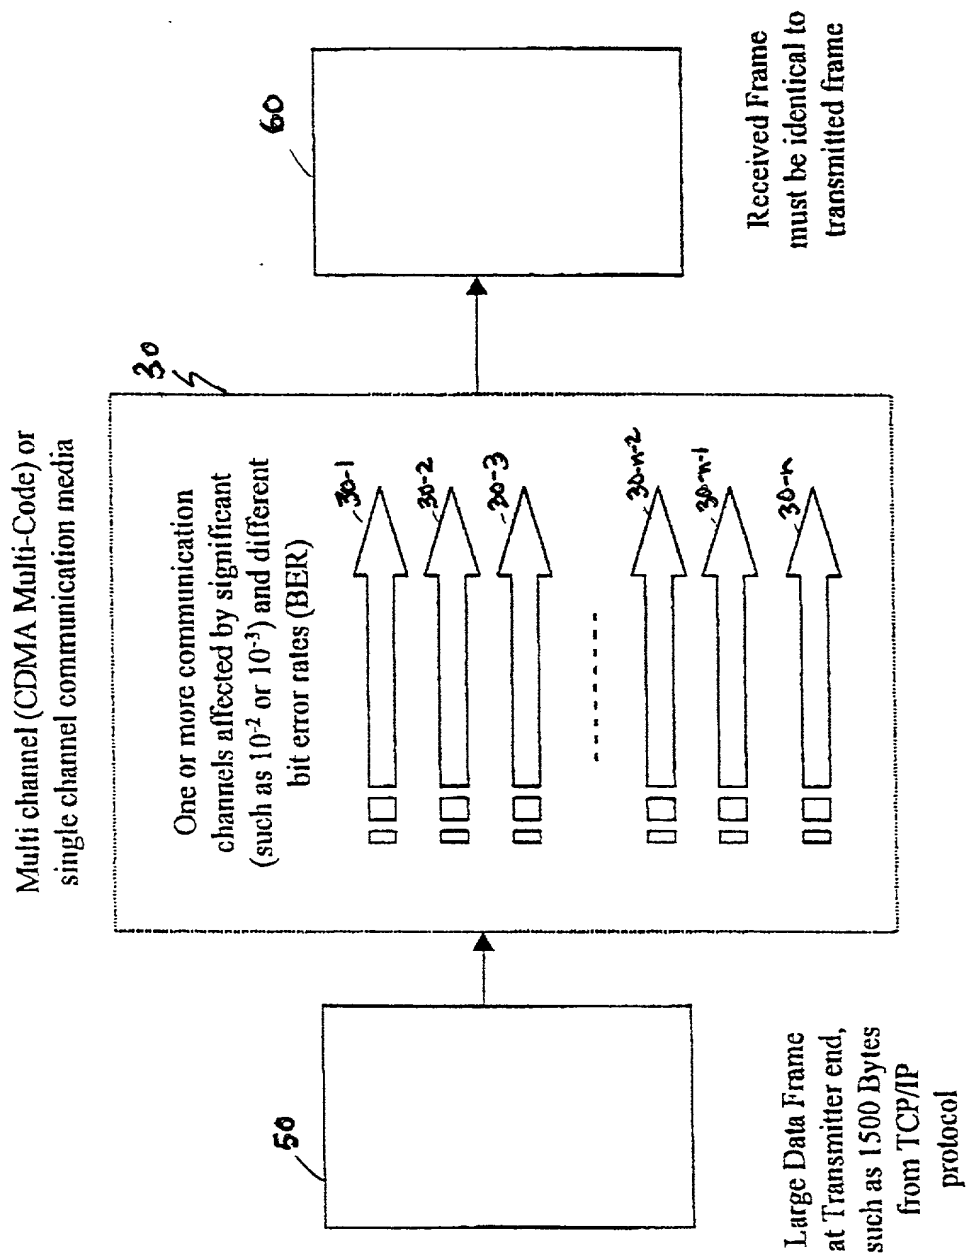 Multi channel (CDMA Multi-Code) or
single channel communication media
30
One or more communication
channels affected by significant
(such as 10⁻² or 10⁻³) and different
bit error rates (BER)
30-1
30-2
30-3
30-n-2
30-n-1
30-n
50
Large Data Frame
at Transmitter end,
such as 1500 Bytes
from TCP/IP
protocol
60
Received Frame
must be identical to
transmitted frame